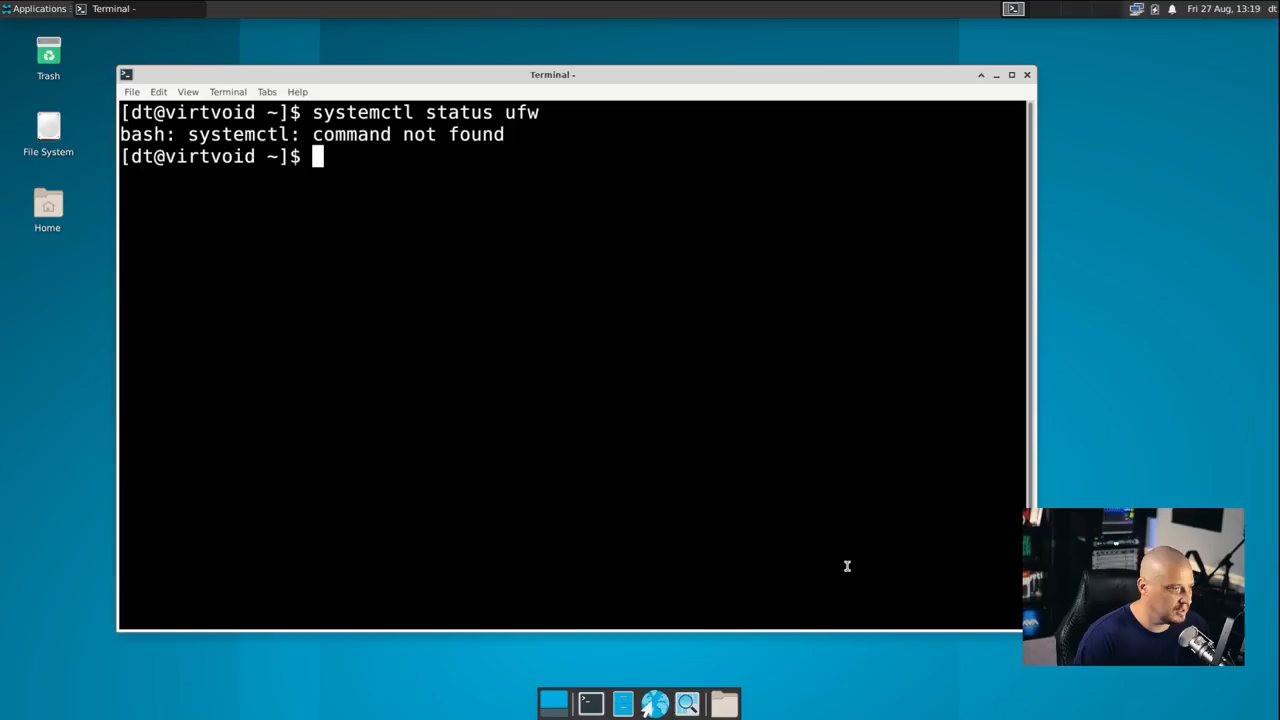 Applications
Terminal -
Fri 27 Aug, 13:19
dt
Trash
File System
Home
Terminal -
File
Edit
View
Terminal
Tabs
Help
[dt@virtvoid ~]$ systemctl status ufw
bash: systemctl: command not found
[dt@virtvoid ~]$